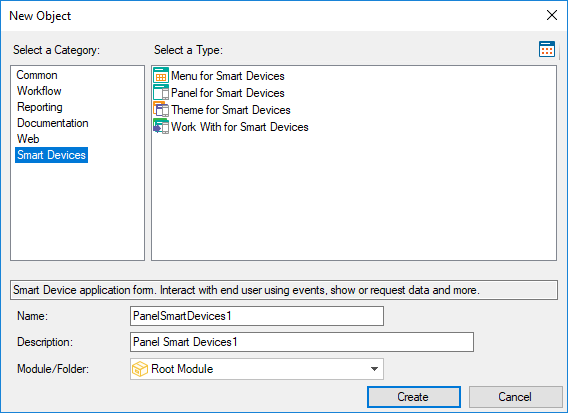 New Object
Select a Category:
Select a Type:
Common
Workflow
Reporting
Documentation
Web
Smart Devices
Menu for Smart Devices
Panel for Smart Devices
Theme for Smart Devices
Work With for Smart Devices
Smart Device application form. Interact with end user using events, show or request data and more.
Name: PanelSmartDevices1
Description: Panel Smart Devices1
Module/Folder: Root Module
Create Cancel